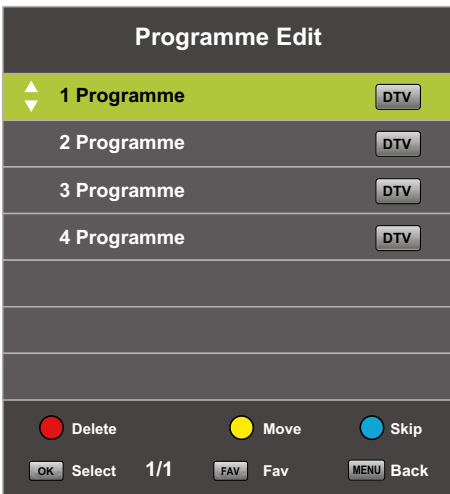 Programme Edit
1 Programme DTV
2 Programme DTV
3 Programme DTV
4 Programme DTV
Delete Move Skip
OK Select 1/1 FAV Fav MENU Back